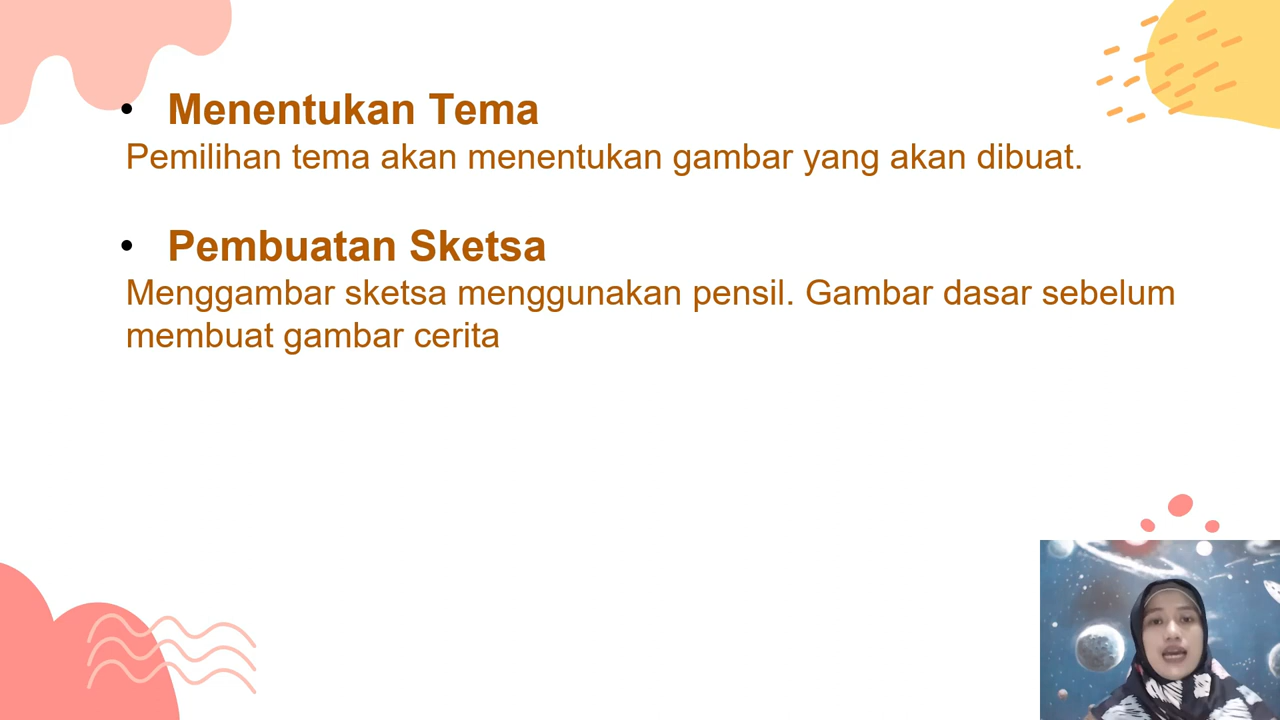 • Menentukan Tema
Pemilihan tema akan menentukan gambar yang akan dibuat.
• Pembuatan Sketsa
Menggambar sketsa menggunakan pensil. Gambar dasar sebelum
membuat gambar cerita